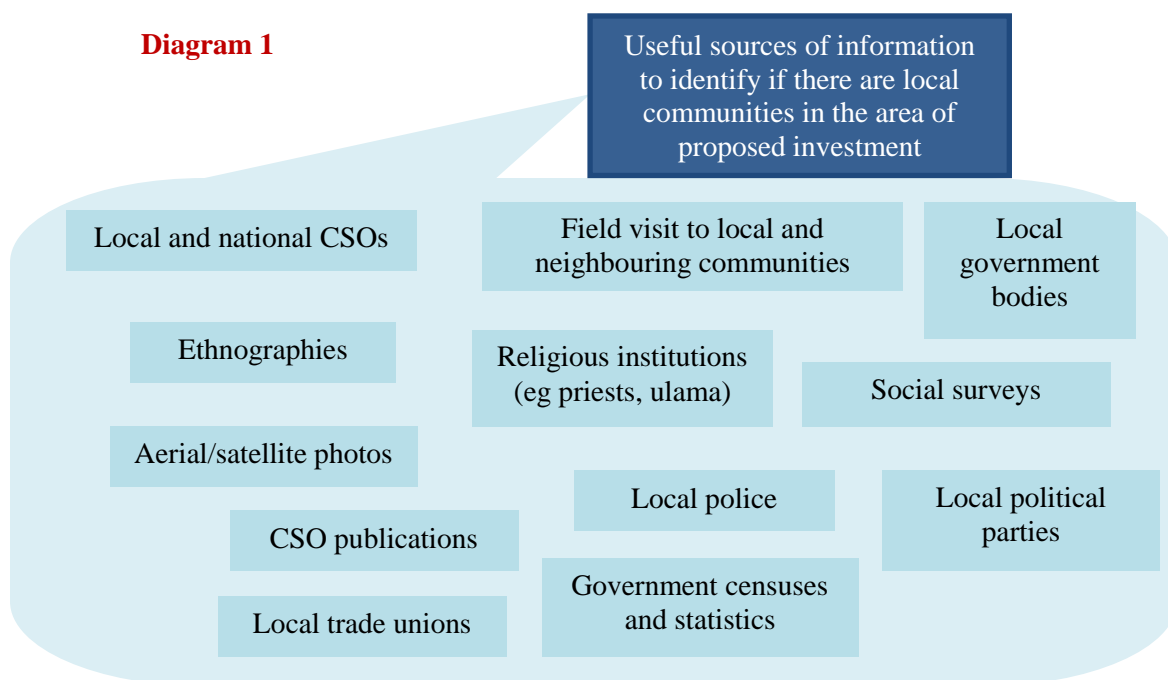 Diagram 1
Useful sources of information
to identify if there are local
communities in the area of
proposed investment
Local and national CSOs
Field visit to local and
neighbouring communities
Local
government
bodies
Ethnographies
Religious institutions
(eg priests, ulama)
Social surveys
Aerial/satellite photos
Local police
Local political
parties
CSO publications
Government censuses
and statistics
Local trade unions